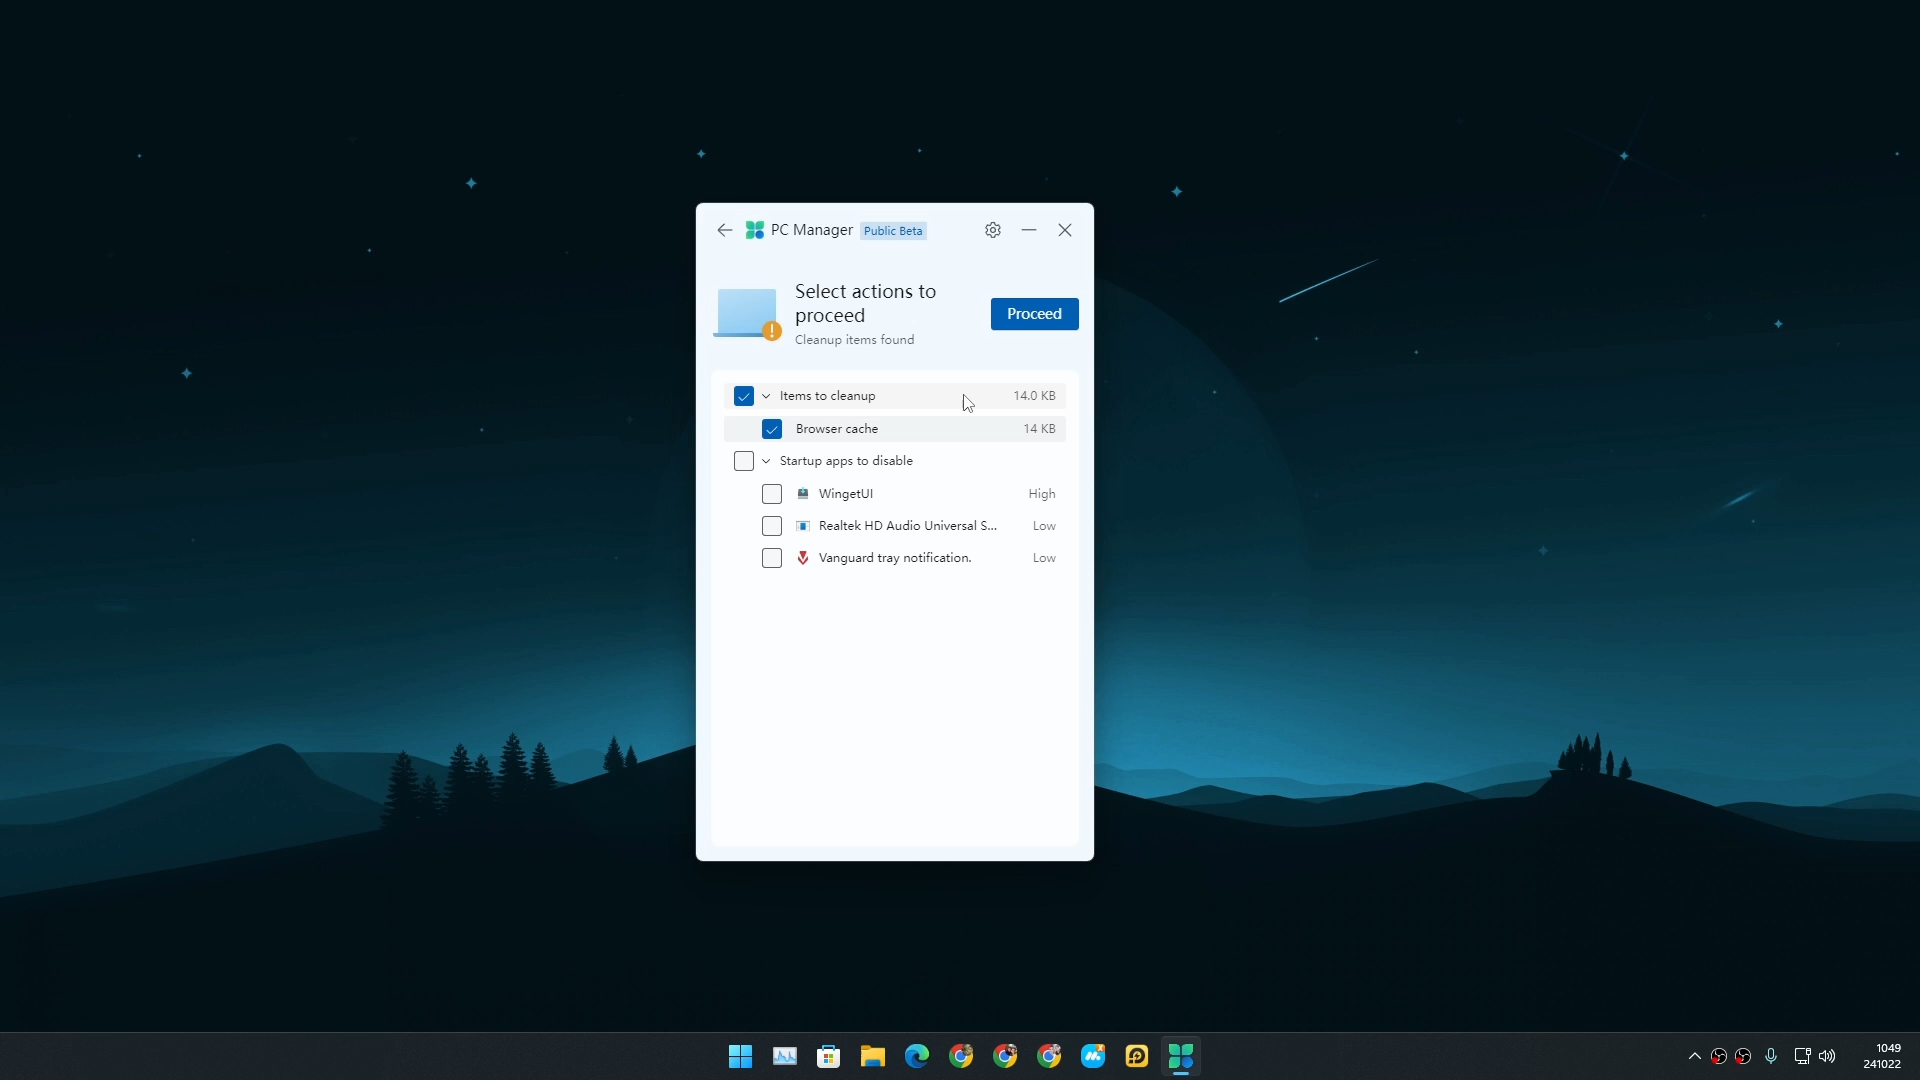 PC Manager Public Beta
Select actions to
proceed
Proceed
Cleanup items found
Items to cleanup 14.0 KB
Browser cache 14 KB
Startup apps to disable
WingetUI High
Realtek HD Audio Universal S... Low
Vanguard tray notification. Low
1049
241022